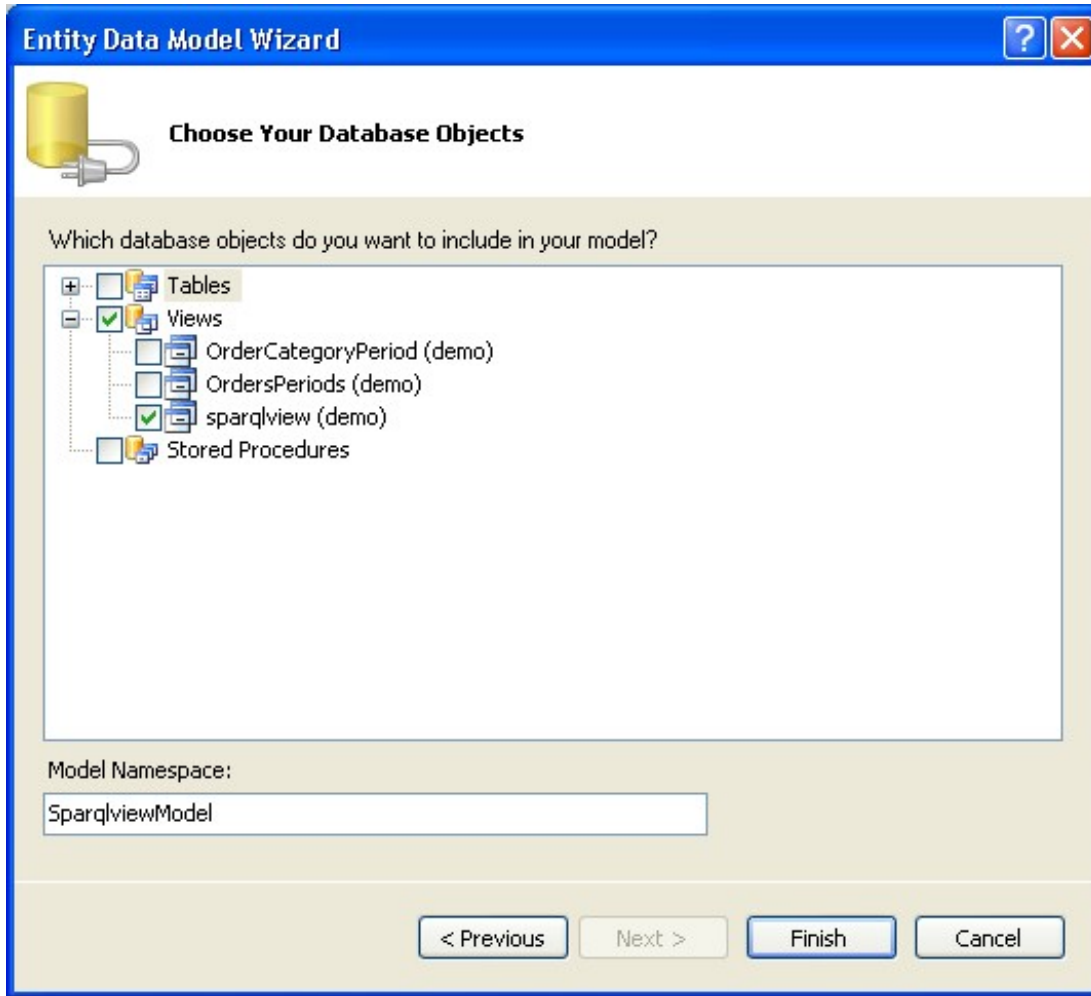 Entity Data Model Wizard
Choose Your Database Objects
Which database objects do you want to include in your model?
Tables
Views
OrderCategoryPeriod (demo)
OrdersPeriods (demo)
sparqlview (demo)
Stored Procedures
Model Namespace:
SparqlviewModel
< Previous Next > Finish Cancel